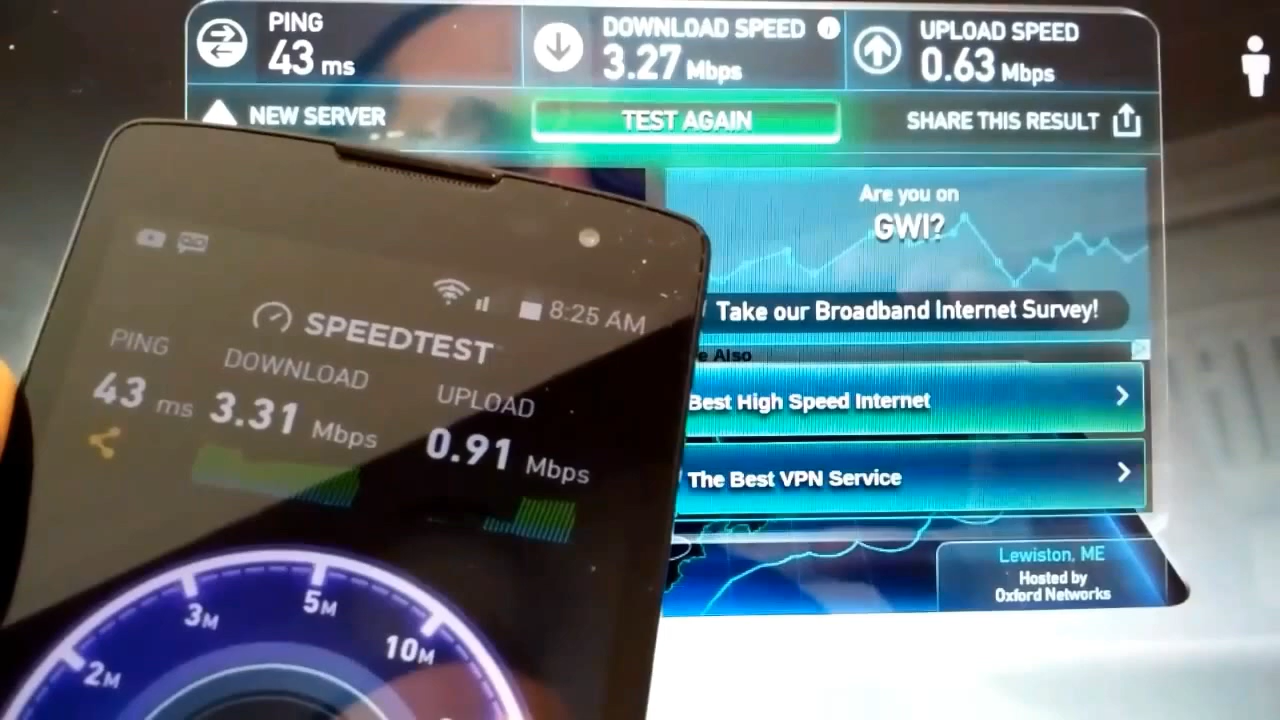 PING
43 ms
DOWNLOAD SPEED
3.27 Mbps
UPLOAD SPEED
0.63 Mbps
NEW SERVER
TEST AGAIN
SHARE THIS RESULT
Are you on
GWI?
Take our Broadband Internet Survey!
Also
Best High Speed Internet
The Best VPN Service
Lewiston, ME
Hosted by
Oxford Networks
8:25 AM
SPEEDTEST
PING
43 ms
DOWNLOAD
3.31 Mbps
UPLOAD
0.91 Mbps
2M
3M
5M
10M